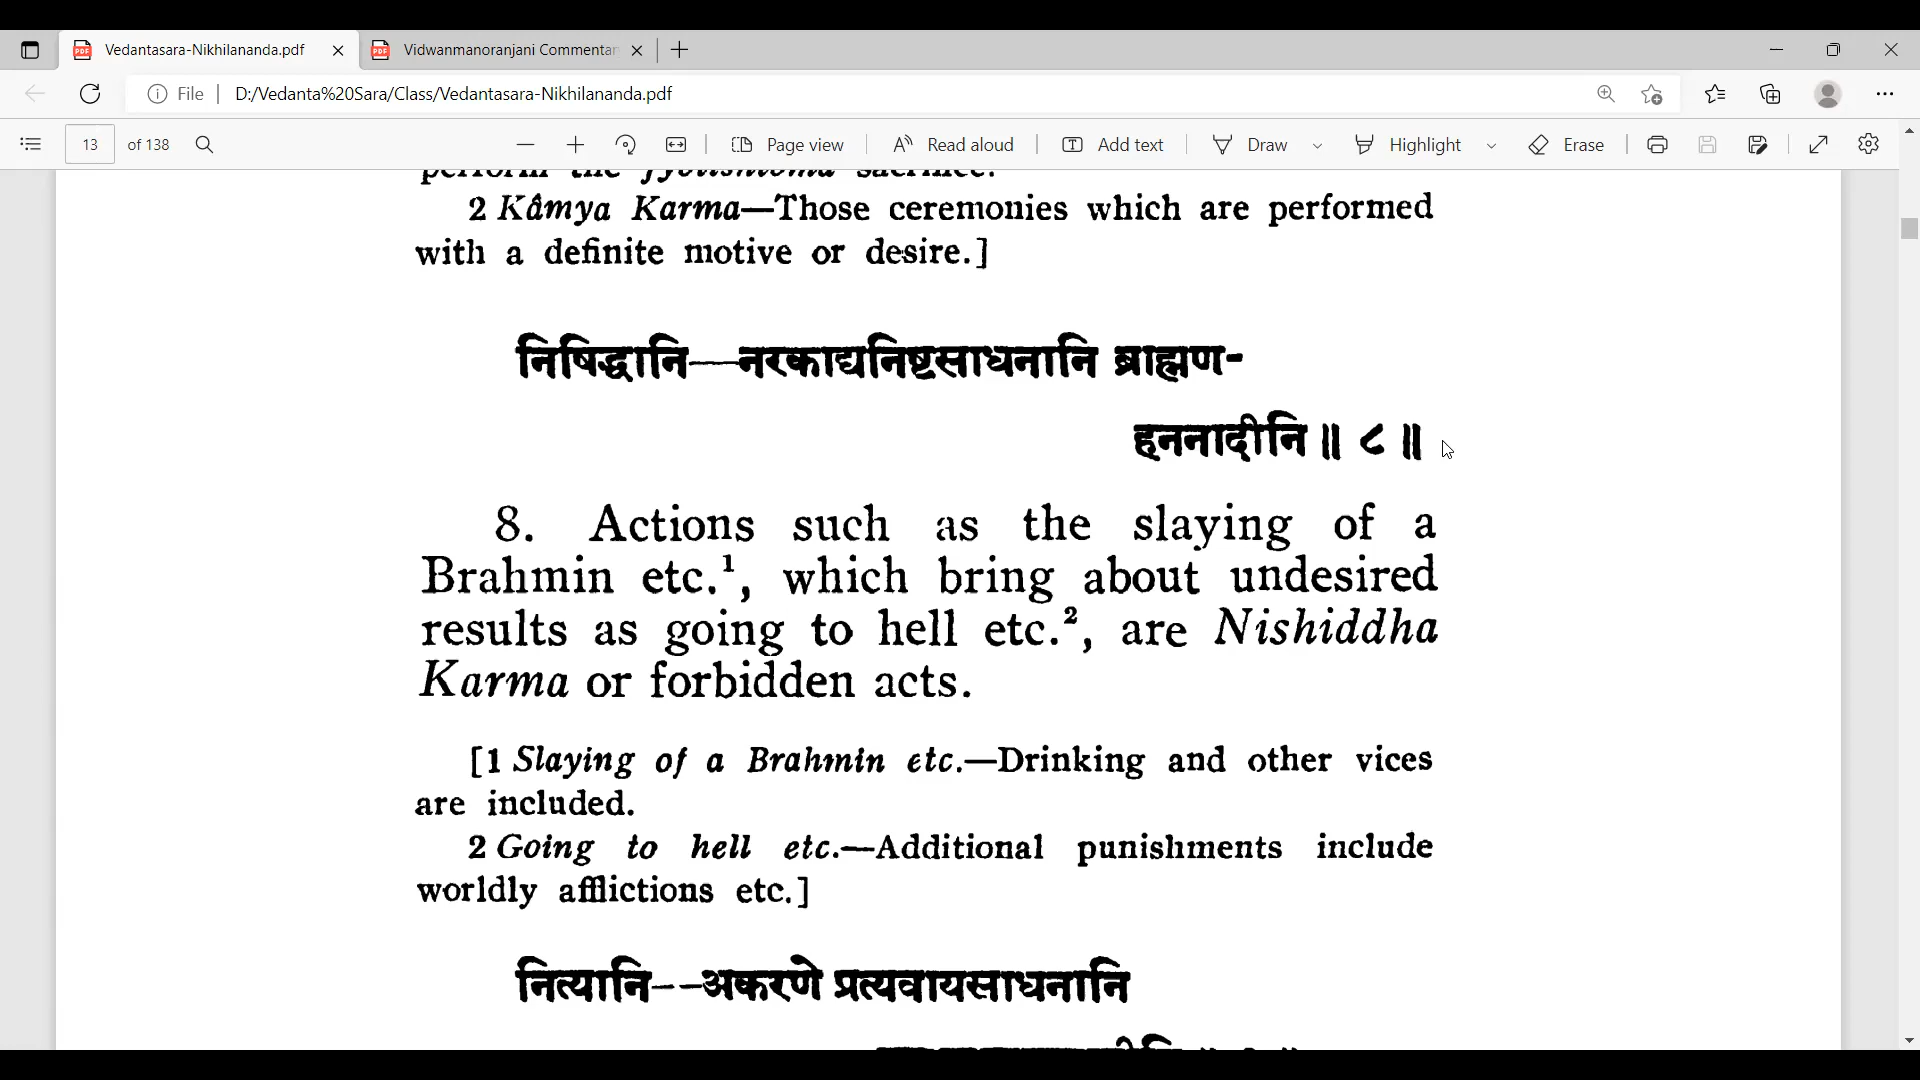 Vedantasara-Nikhilananda.pdf
Vidwanmanoranjani Commentar
File
D:/Vedanta%20Sara/Class/Vedantasara-Nikhilananda.pdf
13 of 138
Page view
Read aloud
Add text
Draw
Highlight
Erase
perform the Jyotishtoma sacrifice.
2 Kâmya Karma—Those ceremonies which are performed
with a definite motive or desire.]
निषिद्धानि—नरकाद्यनिष्टसाधनानि ब्राह्मण-
हननादीनि ॥ ८ ॥
8. Actions such as the slaying of a
Brahmin etc.¹, which bring about undesired
results as going to hell etc.², are Nishiddha
Karma or forbidden acts.
[1 Slaying of a Brahmin etc.—Drinking and other vices
are included.
2 Going to hell etc.—Additional punishments include
worldly afflictions etc.]
नित्यानि--अकरणे प्रत्यवायसाधनानि